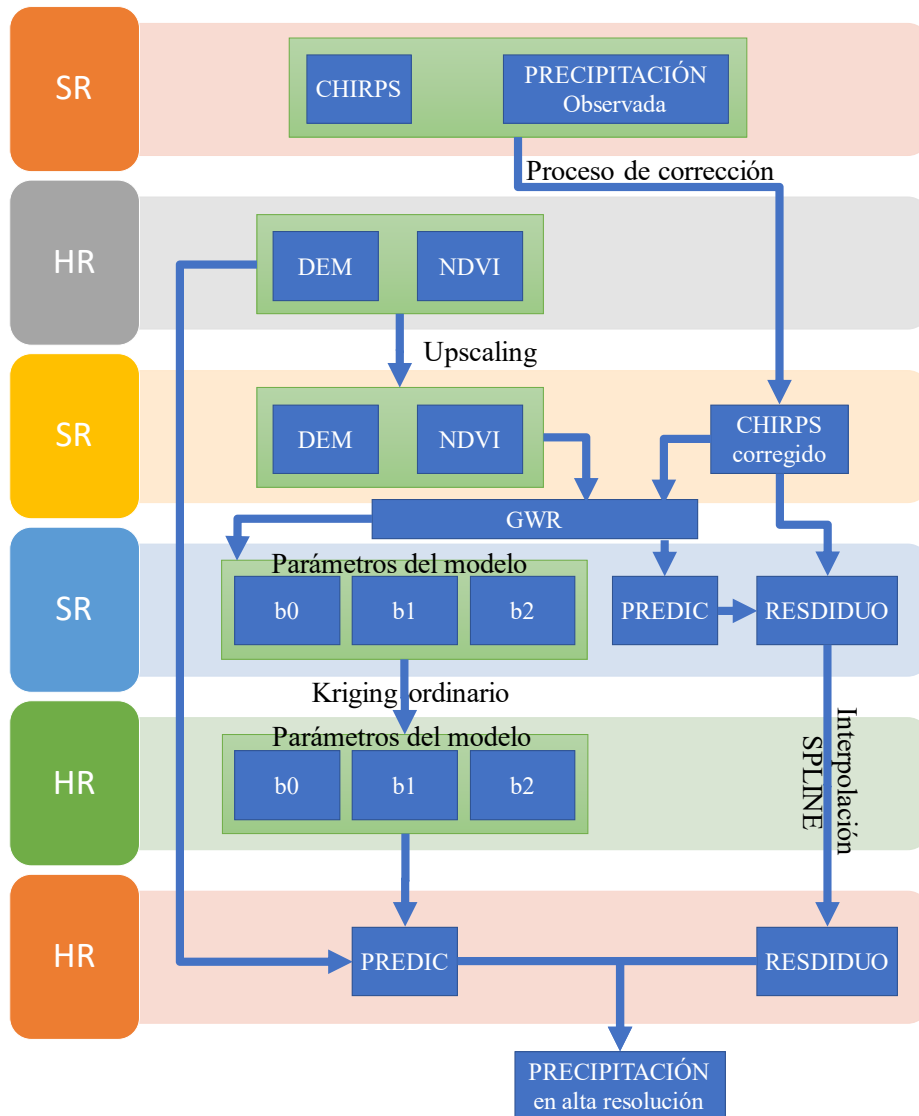 SR
CHIRPS
PRECIPITACIÓN
Observada
Proceso de corrección
HR
DEM
NDVI
Upscaling
SR
DEM
NDVI
CHIRPS
corregido
GWR
SR
Parámetros del modelo
b0
b1
b2
PREDIC
RESDIDUO
Kriging ordinario
Interpolación
SPLINE
HR
Parámetros del modelo
b0
b1
b2
HR
PREDIC
RESDIDUO
PRECIPITACIÓN
en alta resolución